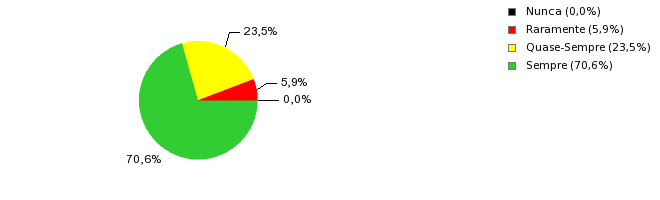 Nunca (0,0%)
Raramente (5,9%)
Quase-Sempre (23,5%)
Sempre (70,6%)
23,5%
5,9%
0,0%
70,6%